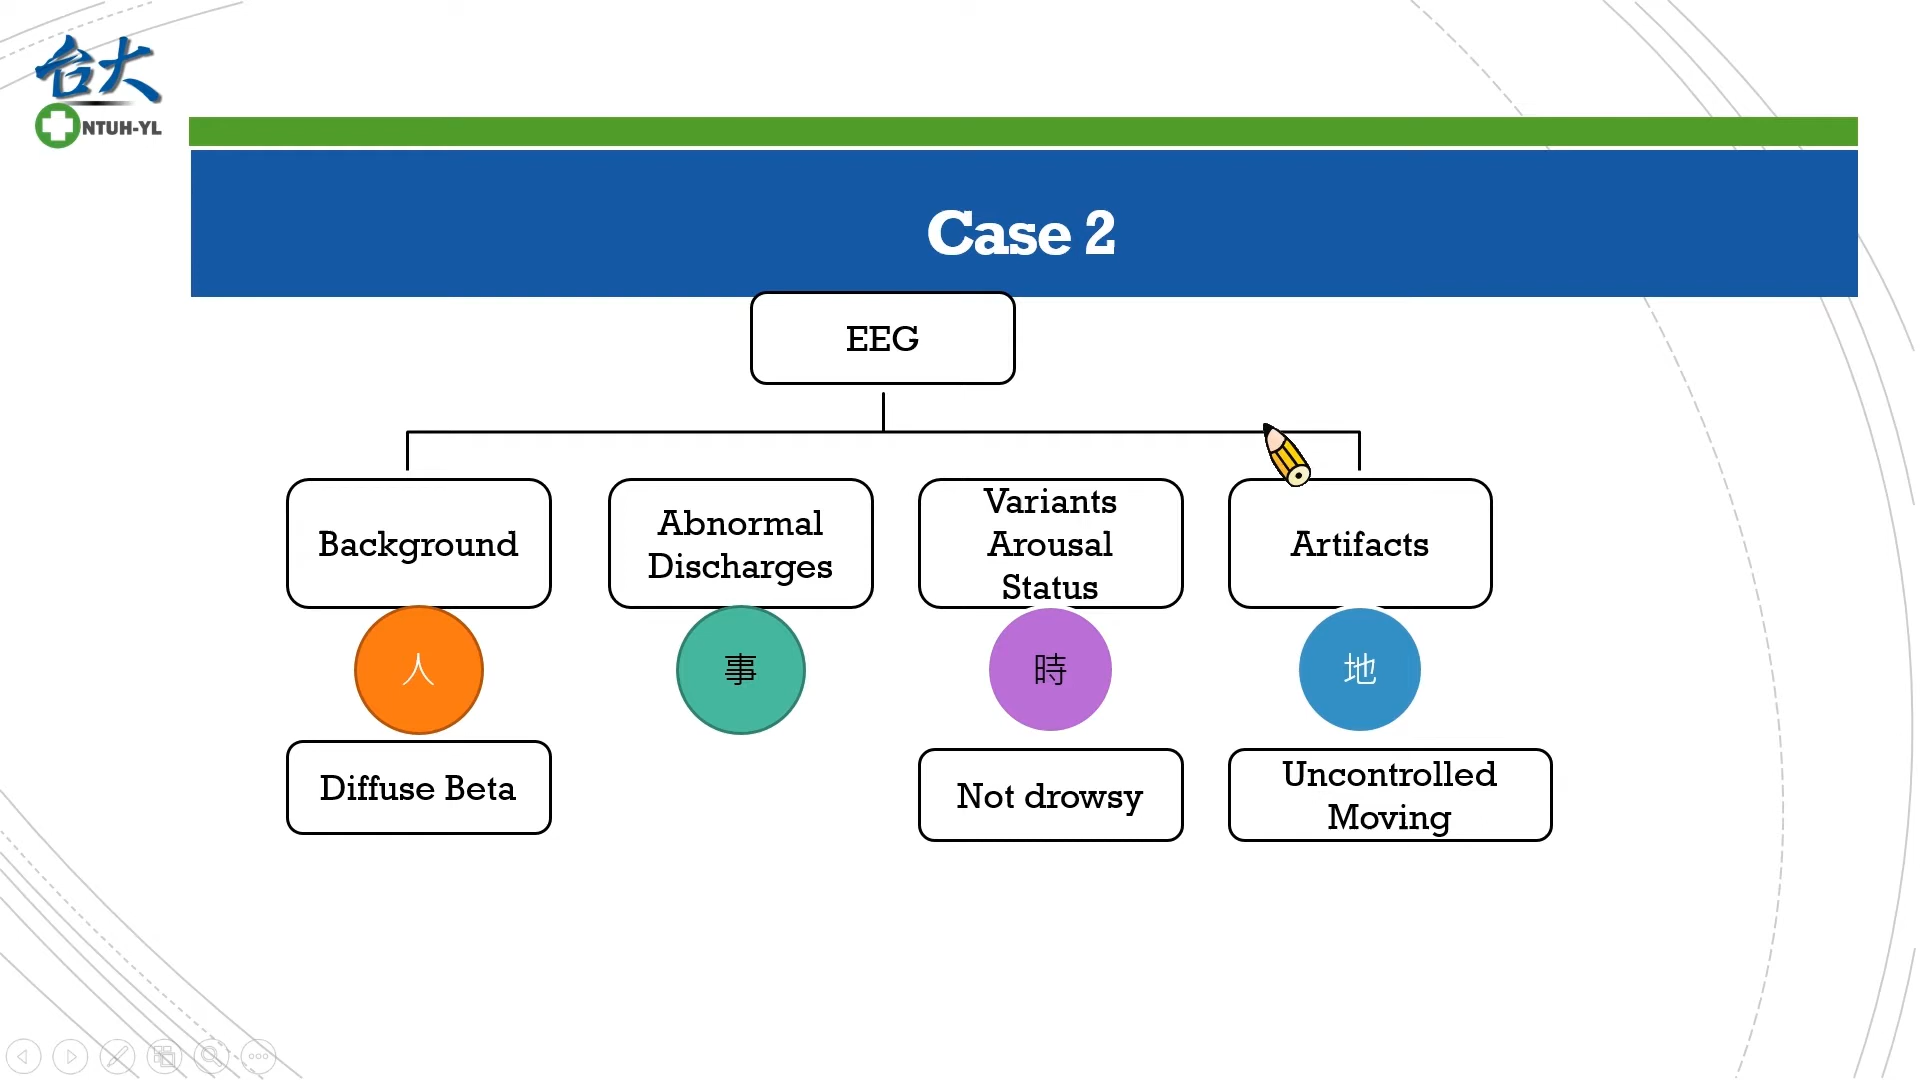 台大
NTUH-YL
Case 2
EEG
Background
Abnormal
Discharges
Variants
Arousal
Status
Artifacts
人
事
時
地
Diffuse Beta
Not drowsy
Uncontrolled
Moving